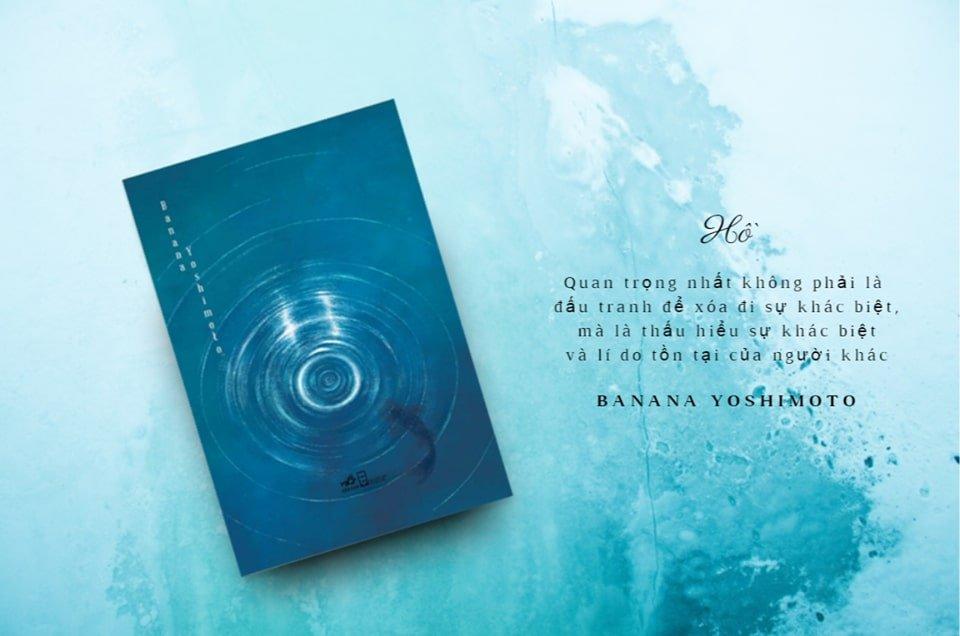 Banana
Yoshimoto
Hồ
Quan trọng nhất không phải là
đấu tranh để xóa đi sự khác biệt,
mà là thấu hiểu sự khác biệt
và lí do tồn tại của người khác
BANANA YOSHIMOTO